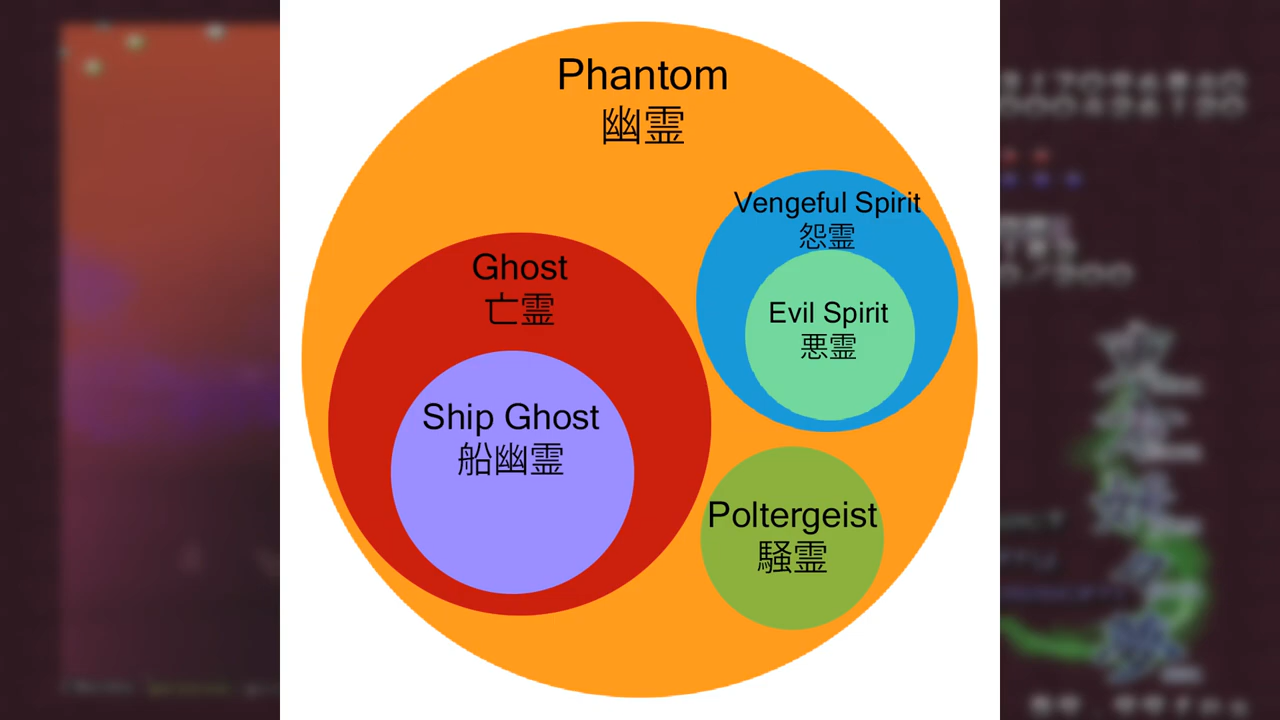 Phantom
幽霊
Vengeful Spirit
怨霊
Ghost
亡霊
Evil Spirit
悪霊
Ship Ghost
船幽霊
Poltergeist
騒霊